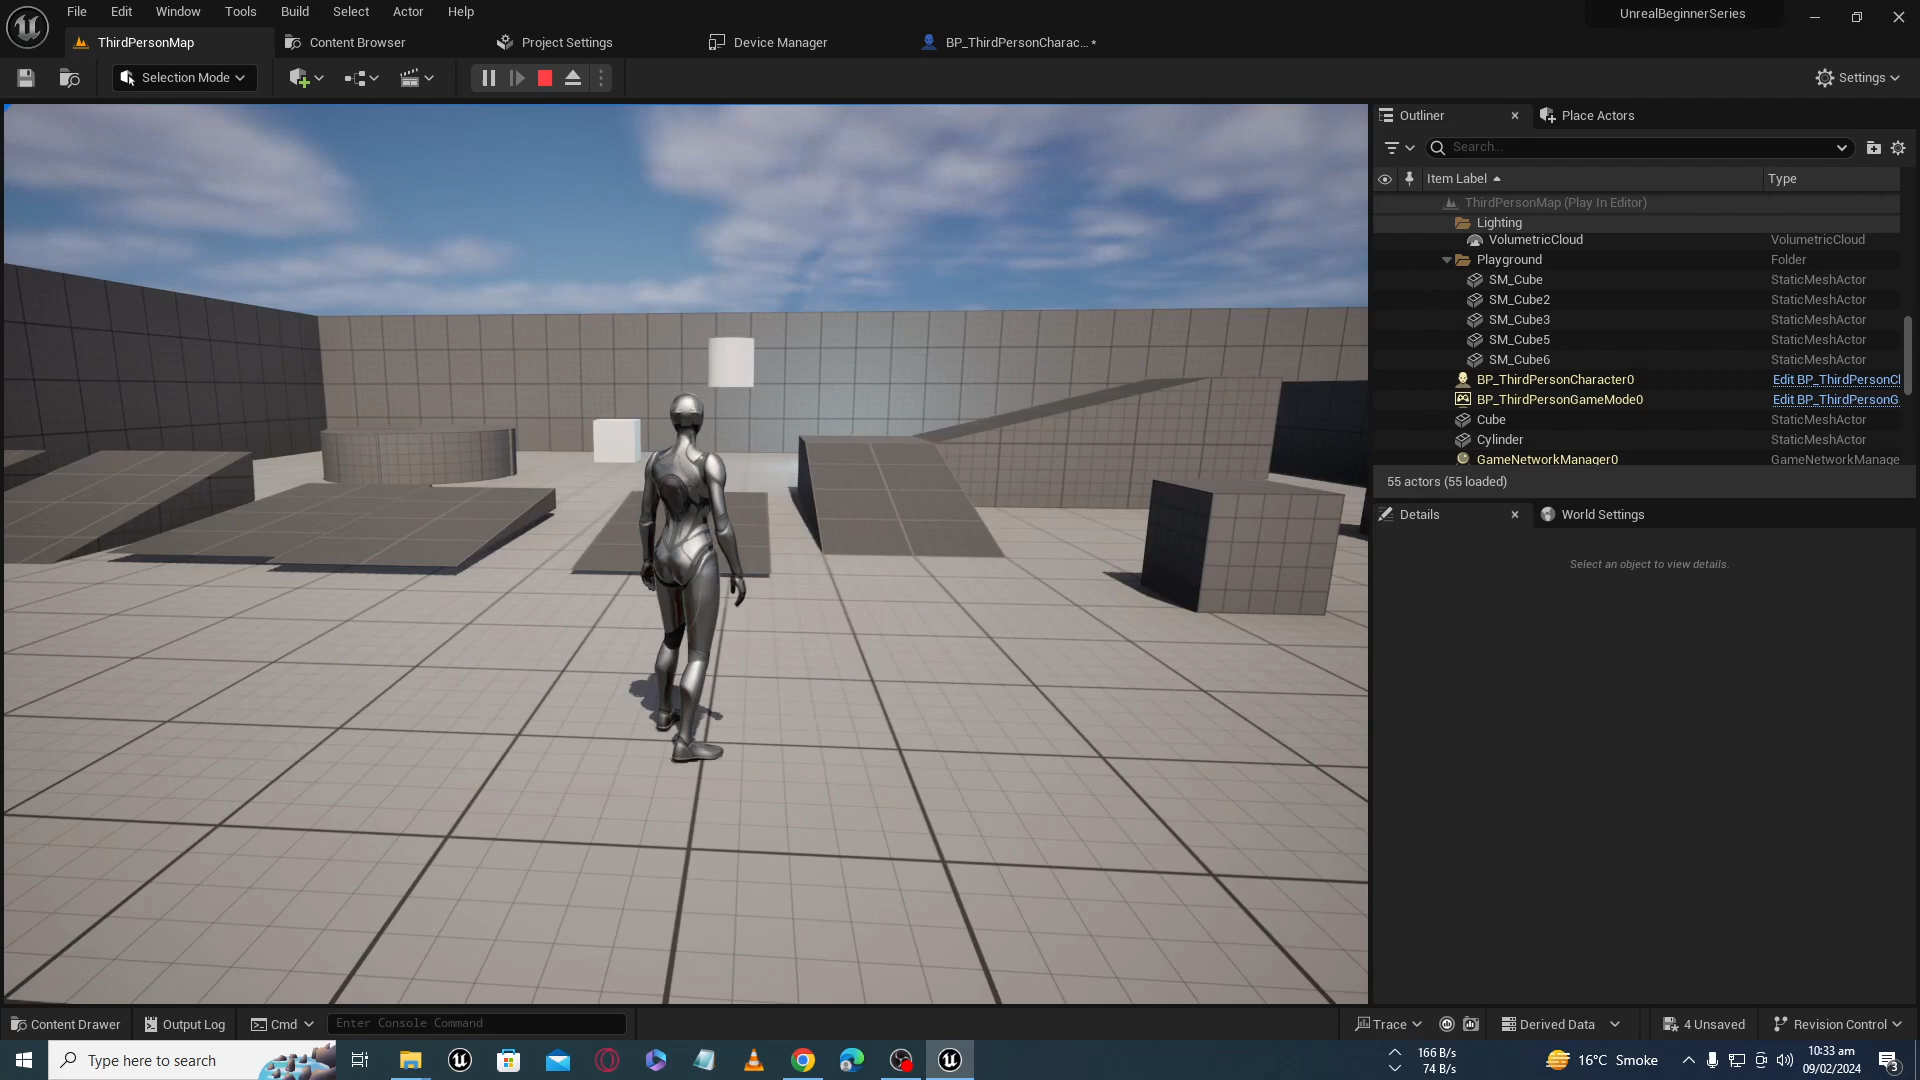 File Edit Window Tools Build Select Actor Help
UnrealBeginnerSeries
ThirdPersonMap
Content Browser
Project Settings
Device Manager
BP_ThirdPersonCharac... •
Selection Mode
Settings
Outliner
Place Actors
Search...
Item Label
Type
ThirdPersonMap (Play In Editor)
Lighting
VolumetricCloud VolumetricCloud
Playground Folder
SM_Cube StaticMeshActor
SM_Cube2 StaticMeshActor
SM_Cube3 StaticMeshActor
SM_Cube5 StaticMeshActor
SM_Cube6 StaticMeshActor
BP_ThirdPersonCharacter0 Edit BP_ThirdPersonCl
BP_ThirdPersonGameMode0 Edit BP_ThirdPersonG
Cube StaticMeshActor
Cylinder StaticMeshActor
GameNetworkManager0 GameNetworkManage
55 actors (55 loaded)
Details
World Settings
Select an object to view details.
Content Drawer
Output Log
Cmd
Enter Console Command
Trace
Derived Data
4 Unsaved
Revision Control
Type here to search
166 B/s
74 B/s
16°C Smoke
10:33 am
09/02/2024
3